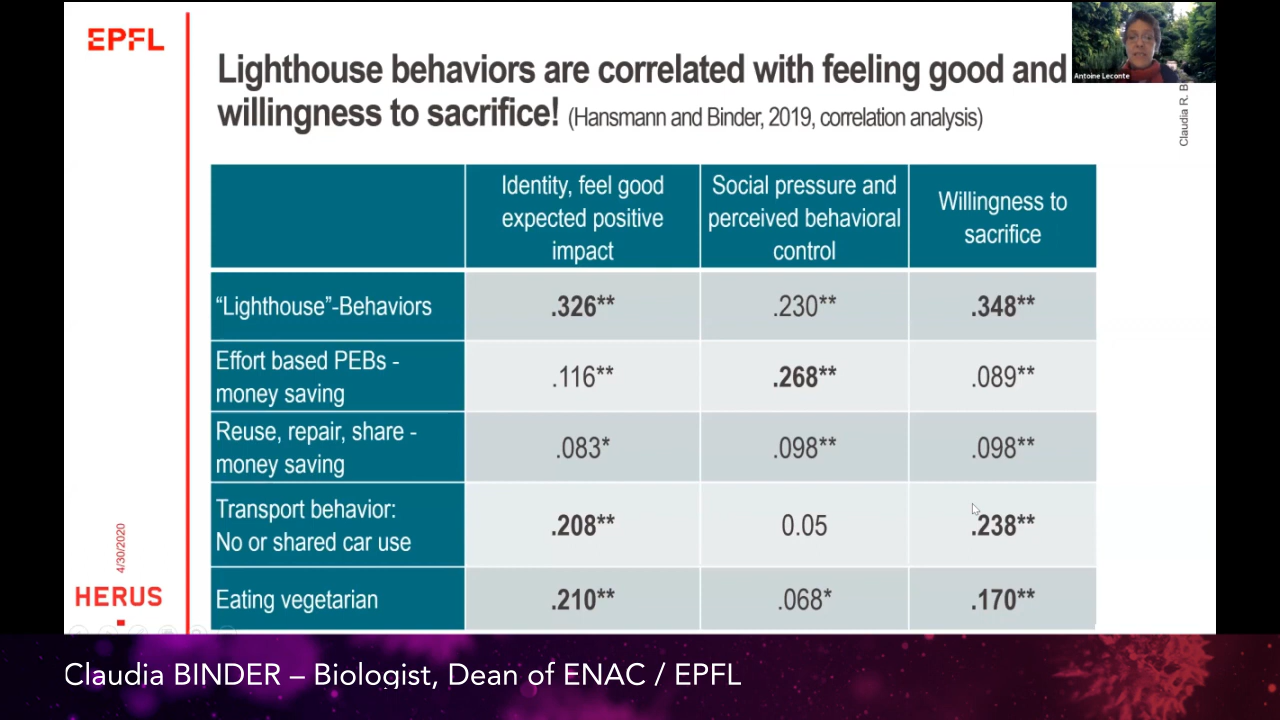 EPFL
Lighthouse behaviors are correlated with feeling good and
willingness to sacrifice! (Hansmann and Binder, 2019, correlation analysis)
Antoine Leconte
Claudia R.
Identity, feel good
expected positive
impact
Social pressure and
perceived behavioral
control
Willingness to
sacrifice
“Lighthouse”-Behaviors
.326**
.230**
.348**
Effort based PEBs -
money saving
.116**
.268**
.089**
Reuse, repair, share -
money saving
.083*
.098**
.098**
Transport behavior:
No or shared car use
.208**
0.05
.238**
Eating vegetarian
.210**
.068*
.170**
4/30/2020
HERUS
Claudia BINDER – Biologist, Dean of ENAC / EPFL